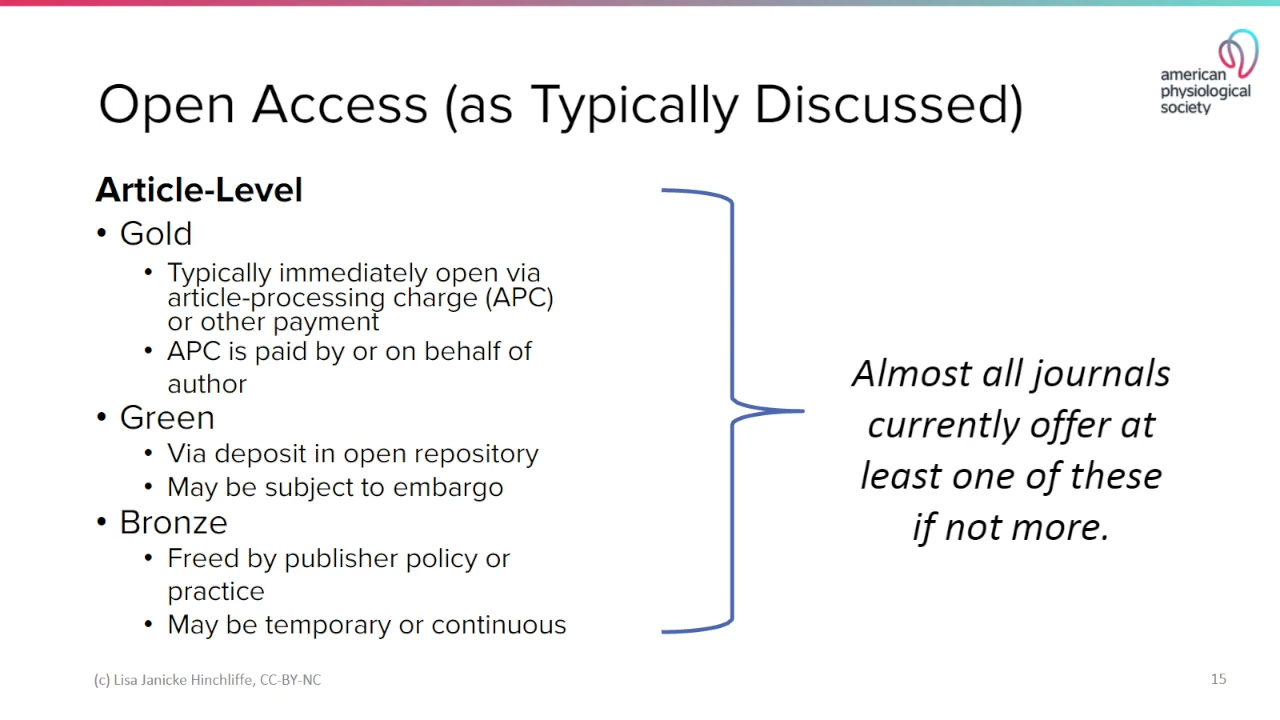 american
physiological
society
Open Access (as Typically Discussed)
Article-Level
• Gold
• Typically immediately open via
article-processing charge (APC)
or other payment
• APC is paid by or on behalf of
author
• Green
• Via deposit in open repository
• May be subject to embargo
• Bronze
• Freed by publisher policy or
practice
• May be temporary or continuous
Almost all journals
currently offer at
least one of these
if not more.
(c) Lisa Janicke Hinchliffe, CC-BY-NC
15